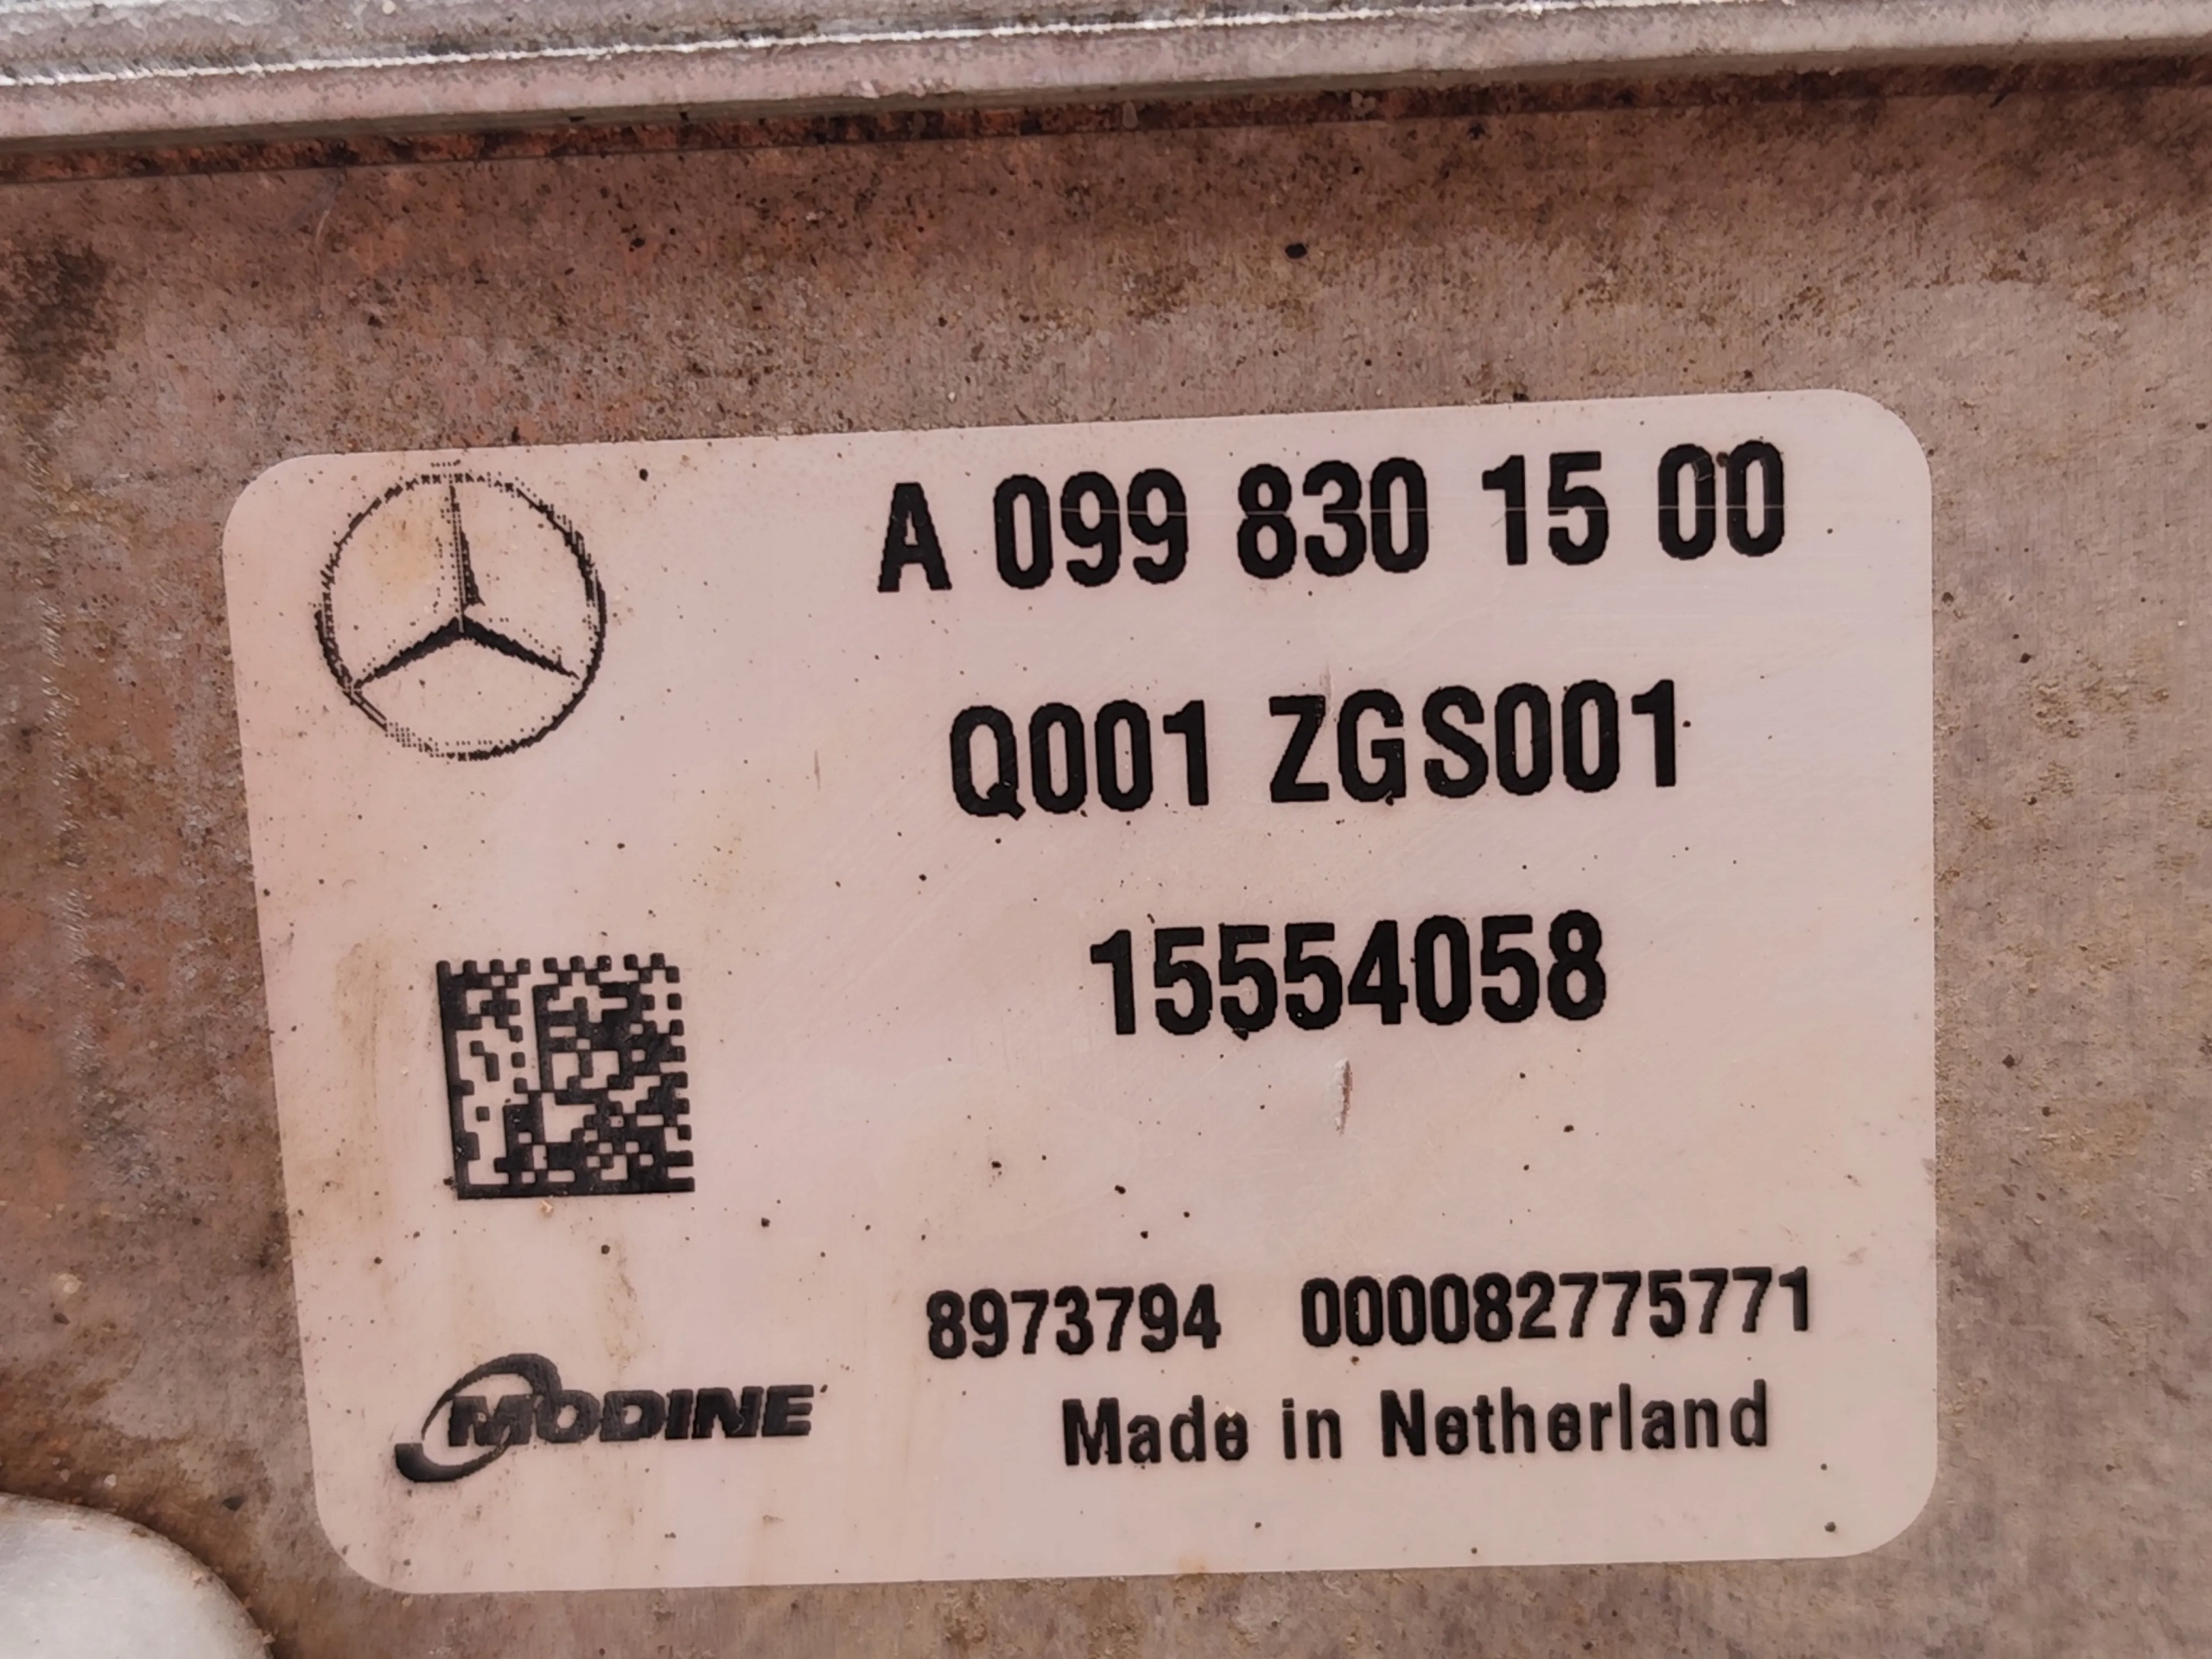 A 099 830 15 00
Q001 ZGS001
15554058
8973794 000082775771
MODINE
Made in Netherland